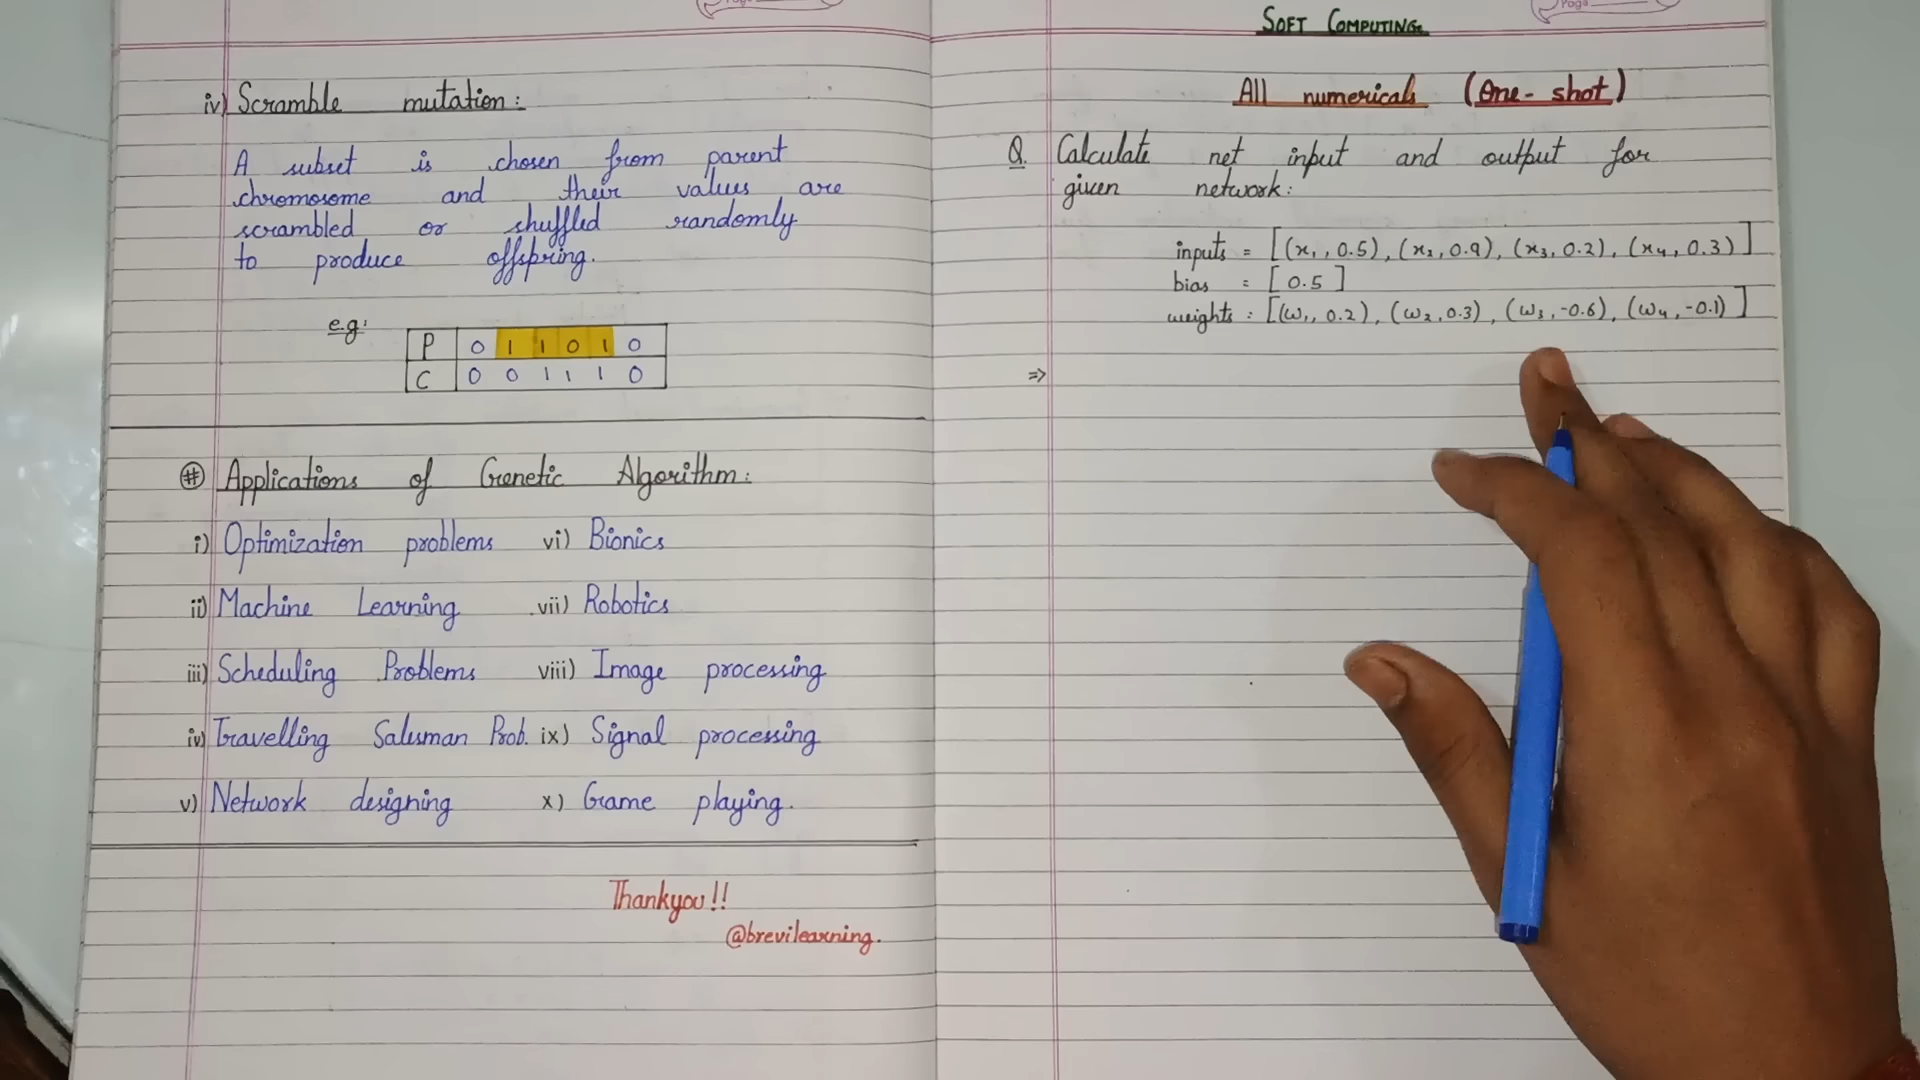 iv) Scramble mutation:
A subset is chosen from parent
chromosome and their values are
scrambled or shuffled randomly
to produce offspring.
e.g:
P 0 1 1 0 1 0
C 0 0 1 1 1 0
# Applications of Genetic Algorithm:
i) Optimization problems vi) Bionics
ii) Machine Learning vii) Robotics
iii) Scheduling Problems viii) Image processing
iv) Travelling Salesman Prob. ix) Signal processing
v) Network designing x) Game playing.
Thankyou!!
@brevilearning.
Page
SOFT COMPUTING
All numericals (One-shot)
Q. Calculate net input and output for
given network:
inputs = [(x₁, 0.5), (x₂, 0.9), (x₃, 0.2), (x₄, 0.3)]
bias = [0.5]
weights = [(ω₁, 0.2), (ω₂, 0.3), (ω₃, -0.6), (ω₄, -0.1)]
⇒